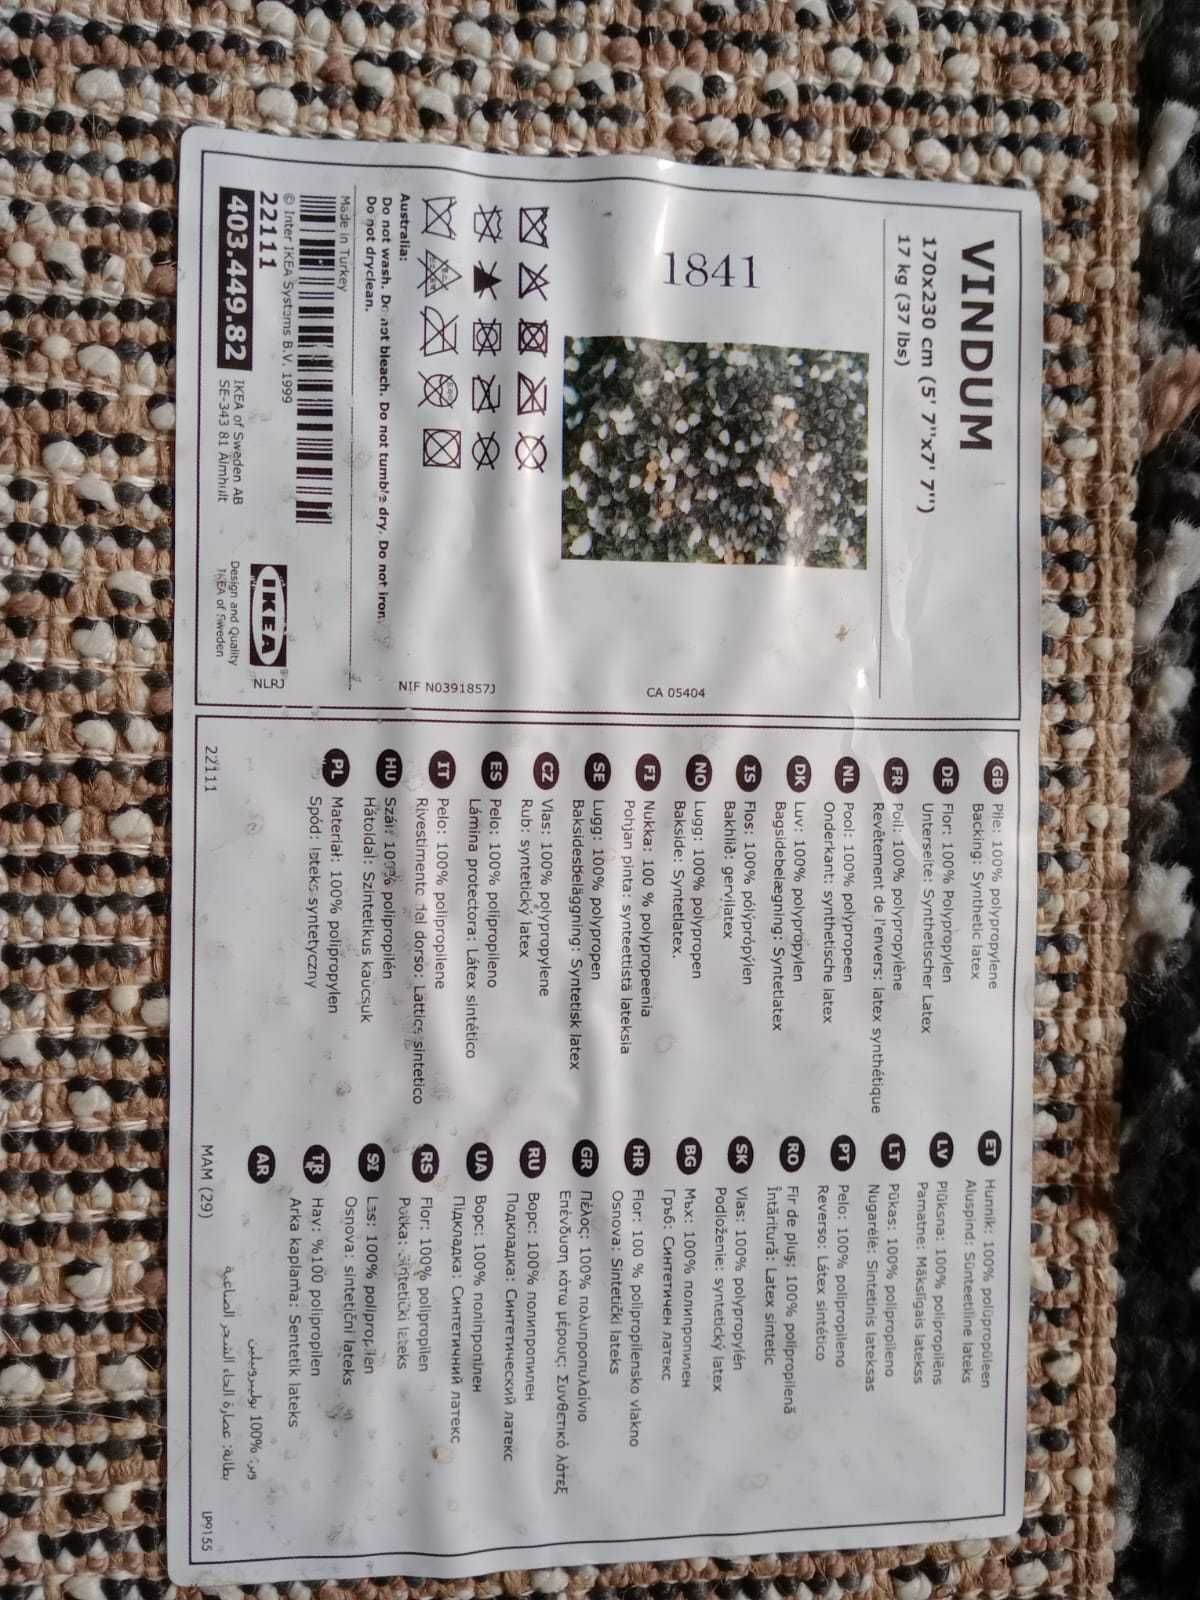 VINDUM
170x230 cm (5' 7"x7' 7")
17 kg (37 lbs)
1841
CA 05404
NIF N0391857J
Australia:
Do not wash. Do not bleach. Do not tumble dry. Do not iron.
Do not dryclean.
Made in Turkey
© Inter IKEA Systems B.V. 1999
22111
403.449.82
IKEA of Sweden AB
SE-343 81 Älmhult
IKEA
NLRJ
Design and Quality
IKEA of Sweden
GB Pile: 100% polypropylene
Backing: Synthetic latex
DE Flor: 100% Polypropylen
Unterseite: Synthetischer Latex
FR Poil: 100% polypropylène
Revêtement de l'envers: latex synthétique
NL Pool: 100% polypropeen
Onderkant: synthetische latex
DK Luv: 100% polypropylen
Bagsidebelægning: Syntetlatex
IS Flos: 100% pólýprópýlen
Bakhlið: gervilatex
NO Lugg: 100% polypropen
Bakside: Syntetlatex.
FI Nukka: 100 % polypropeenia
Pohjan pinta: synteettistä lateksia
SE Lugg: 100% polypropen
Baksidesbeläggning: Syntetisk latex
CZ Vlas: 100% polypropylene
Rub: syntetický latex
ES Pelo: 100% polipropileno
Lámina protectora: Látex sintético
IT Pelo: 100% polipropilene
Rivestimento del dorso: Lattice sintetico
HU Szál: 100% polipropilén
Hátoldal: Szintetikus kaucsuk
PL Materiał: 100% polipropylen
Spód: lateks syntetyczny
22111
ET Hunnik: 100% polüpropüleen
Aluspind: Sünteetiline lateks
LV Plūksna: 100% polipropilēns
Pamatne: Mākslīgais latekss
LT Pūkas: 100% polipropileno
Nugarėlė: Sintetinis lateksas
PT Pelo: 100% polipropileno
Reverso: Látex sintético
RO Fir de pluş: 100% polipropilenă
Întăritură: Latex sintetic
SK Vlas: 100% polypropylén
Podloženie: syntetický latex
BG Мъх: 100% полипропилен
Гръб: Синтетичен латекс
HR Flor: 100 % polipropilensko vlakno
Osnova: Sintetički lateks
GR Πέλος: 100% πολυπροπυλαίνιο
Επένδυση κάτω μέρους: Συνθετικό λάτεξ
RU Ворс: 100% полипропилен
Подкладка: Синтетический латекс
UA Ворс: 100% поліпропілен
Підкладка: Синтетичний латекс
RS Flor: 100% polipropilen
Poleđina: Sintetički lateks
SI Las: 100% polipropilen
Osnova: sintetični lateks
TR Hav: %100 polipropilen
Arka kaplama: Sentetik lateks
AR وبر: 100% بوليبروبيلين
بطانة: عصارة لحاء الشجر الصناعية
MAM (29)
LP9155